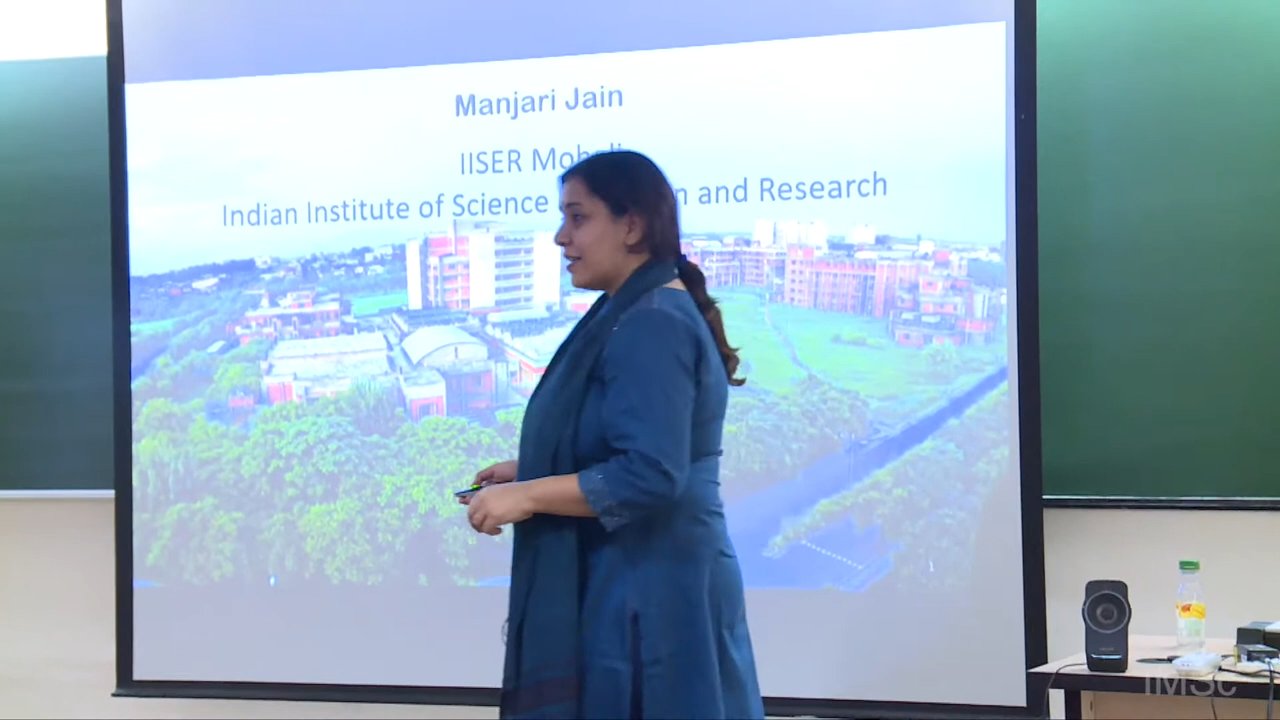 Manjari Jain
IISER
Indian Institute of Science and Research
IMSc